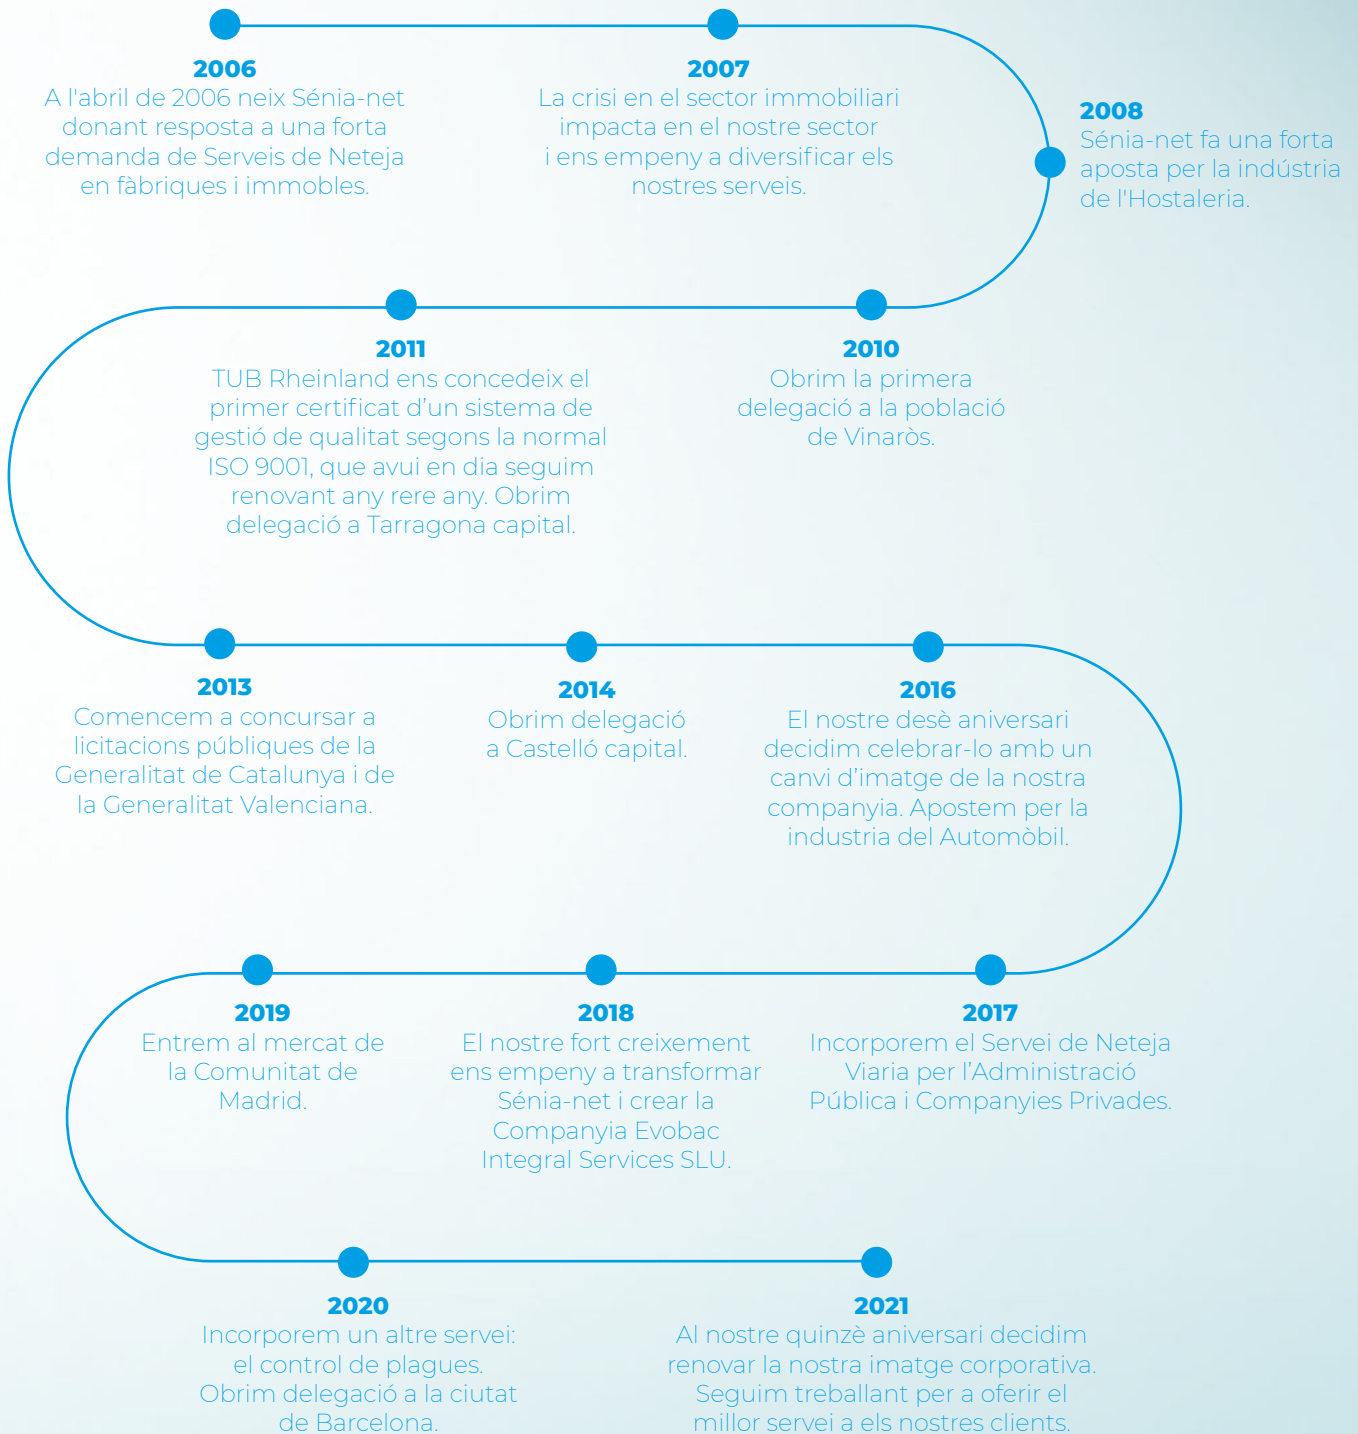 2006
A l'abril de 2006 neix Sénia-net
donant resposta a una forta
demanda de Serveis de Neteja
en fàbriques i immobles.
2007
La crisi en el sector immobiliari
impacta en el nostre sector
i ens empeny a diversificar els
nostres serveis.
2008
Sénia-net fa una forta
aposta per la indústria
de l'Hostaleria.
2010
Obrim la primera
delegació a la població
de Vinaròs.
2011
TUB Rheinland ens concedeix el
primer certificat d’un sistema de
gestió de qualitat segons la normal
ISO 9001, que avui en dia seguim
renovant any rere any. Obrim
delegació a Tarragona capital.
2013
Comencem a concursar a
licitacions públiques de la
Generalitat de Catalunya i de
la Generalitat Valenciana.
2014
Obrim delegació
a Castelló capital.
2016
El nostre desè aniversari
decidim celebrar-lo amb un
canvi d’imatge de la nostra
companyia. Apostem per la
industria del Automòbil.
2017
Incorporem el Servei de Neteja
Viaria per l’Administració
Pública i Companyies Privades.
2018
El nostre fort creixement
ens empeny a transformar
Sénia-net i crear la
Companyia Evobac
Integral Services SLU.
2019
Entrem al mercat de
la Comunitat de
Madrid.
2020
Incorporem un altre servei:
el control de plagues.
Obrim delegació a la ciutat
de Barcelona.
2021
Al nostre quinzè aniversari decidim
renovar la nostra imatge corporativa.
Seguim treballant per a oferir el
millor servei a els nostres clients.